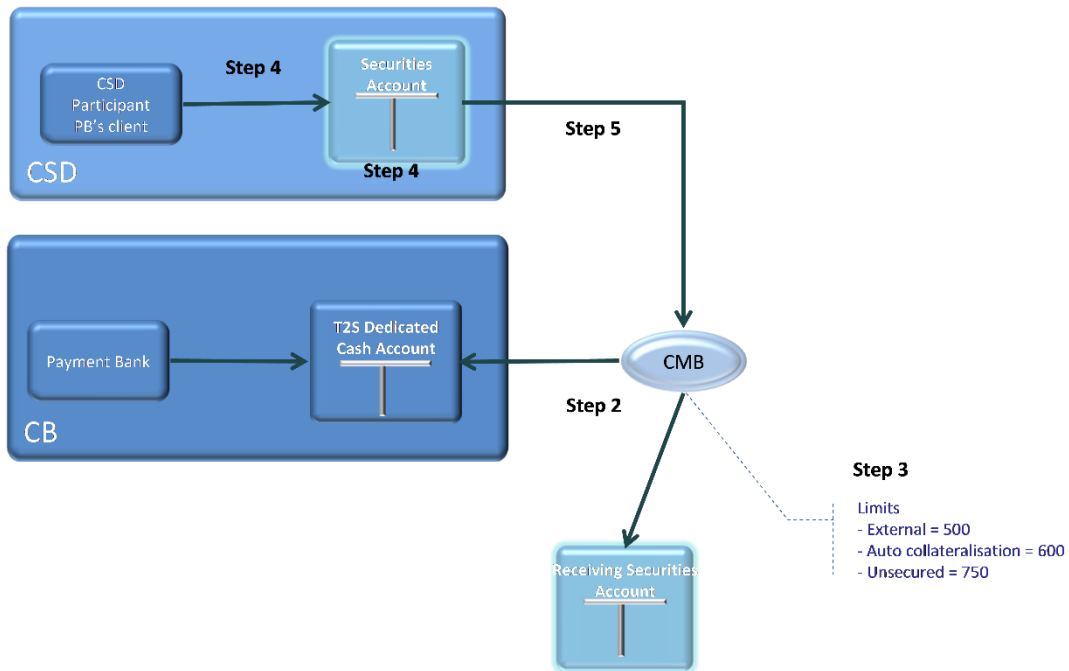 Step 4
Securities
Account
CSD
Participant
PB's client
Step 5
Step 4
CSD
T2S Dedicated
Cash Account
Payment Bank
CMB
Step 2
CB
Step 3
Limits
- External = 500
- Auto collateralisation = 600
- Unsecured = 750
Receiving Securities
Account